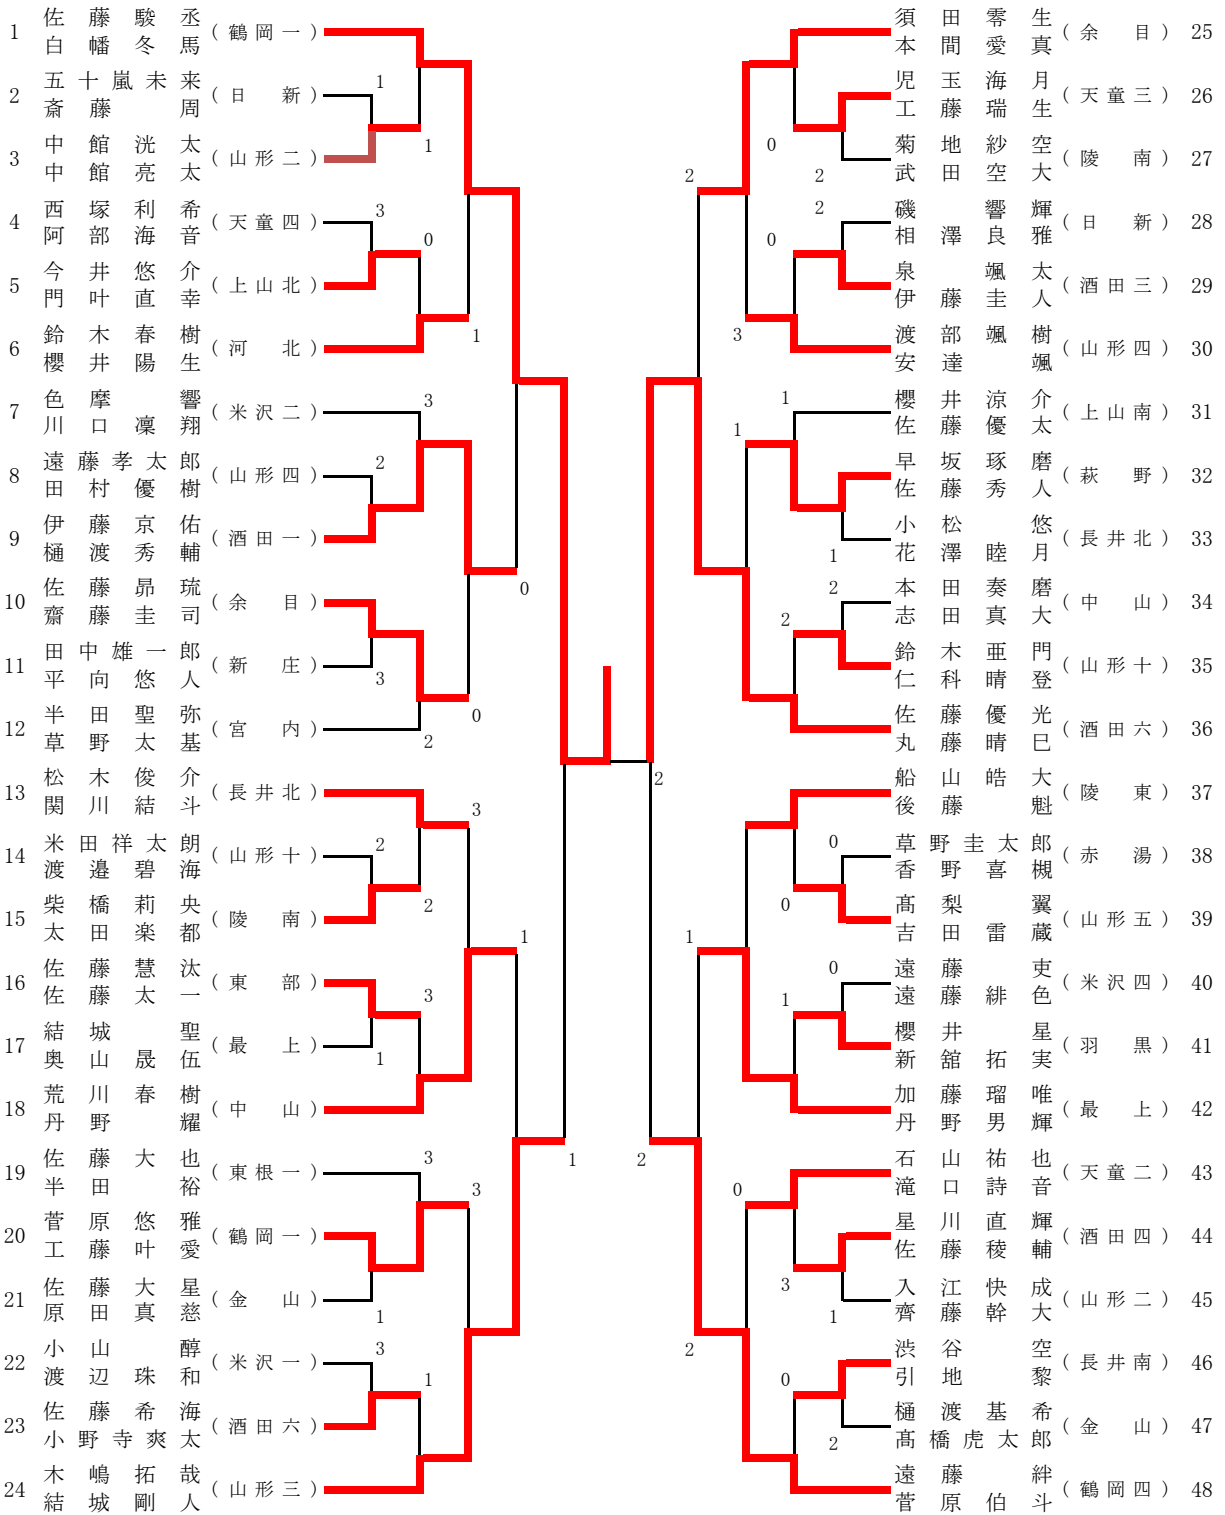 1 佐藤駿丞 (鶴岡一)
白幡冬馬
2 五十嵐未来 (日新) 1
斎藤周
3 中館洸太 (山形二) 1
中館亮太
4 西塚利希 (天童四) 3
阿部海音 0
5 今井悠介 (上山北)
門叶直幸
6 鈴木春樹 (河北) 1
櫻井陽生
7 色摩響 (米沢二) 3
川口凜翔
8 遠藤孝太郎 (山形四) 2
田村優樹
9 伊藤京佑 (酒田一)
樋渡秀輔
0
10 佐藤昴琉 (余目)
齋藤圭司
11 田中雄一郎 (新庄) 3
平向悠人
0
12 半田聖弥 (宮内) 2
草野太基
13 松木俊介 (長井北) 3
関川結斗
14 米田祥太朗 (山形十) 2
渡邉碧海
15 柴橋莉央 (陵南) 2
太田楽都
1
16 佐藤慧汰 (東部) 3
佐藤太一
17 結城聖 (最上) 1
奥山晟伍
18 荒川春樹 (中山)
丹野耀
1
19 佐藤大也 (東根一) 3
半田裕 3
20 菅原悠雅 (鶴岡一)
工藤叶愛
21 佐藤大星 (金山) 1
原田真慈
22 小山醇 (米沢一) 3
渡辺珠和 1
23 佐藤希海 (酒田六)
小野寺爽太
24 木嶋拓哉 (山形三)
結城剛人
須田零生 (余目) 25
本間愛真
児玉海月 (天童三) 26
工藤瑞生
0
菊地紗空 (陵南) 27
2 2 武田空大
2 磯響輝 (日新) 28
0 相澤良雅
泉颯太 (酒田三) 29
伊藤圭人
3 渡部颯樹 (山形四) 30
安達颯
1 櫻井涼介 (上山南) 31
1 佐藤優太
早坂琢磨 (萩野) 32
佐藤秀人
小松悠 (長井北) 33
1 花澤睦月
2 本田奏磨 (中山) 34
2 志田真大
鈴木亜門 (山形十) 35
仁科晴登
佐藤優光 (酒田六) 36
丸藤晴巳
2
船山皓大 (陵東) 37
後藤魁
0 草野圭太郎 (赤湯) 38
香野喜槻
0 髙梨翼 (山形五) 39
吉田雷蔵
1
0 遠藤吏 (米沢四) 40
1 遠藤緋色
櫻井星 (羽黒) 41
新舘拓実
加藤瑠唯 (最上) 42
丹野男輝
2
石山祐也 (天童二) 43
0 滝口詩音
星川直輝 (酒田四) 44
佐藤稜輔
3
入江快成 (山形二) 45
1 齊藤幹大
2 渋谷空 (長井南) 46
0 引地黎
樋渡基希 (金山) 47
2 髙橋虎太郎
遠藤絆 (鶴岡四) 48
菅原伯斗